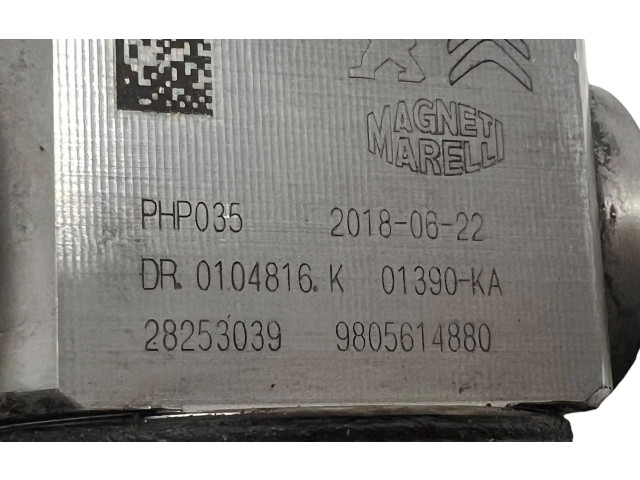 MAGNETI
MARELLI
PHP035 2018-06-22
DR.0104816.K 01390-KA
28253039 9805614880